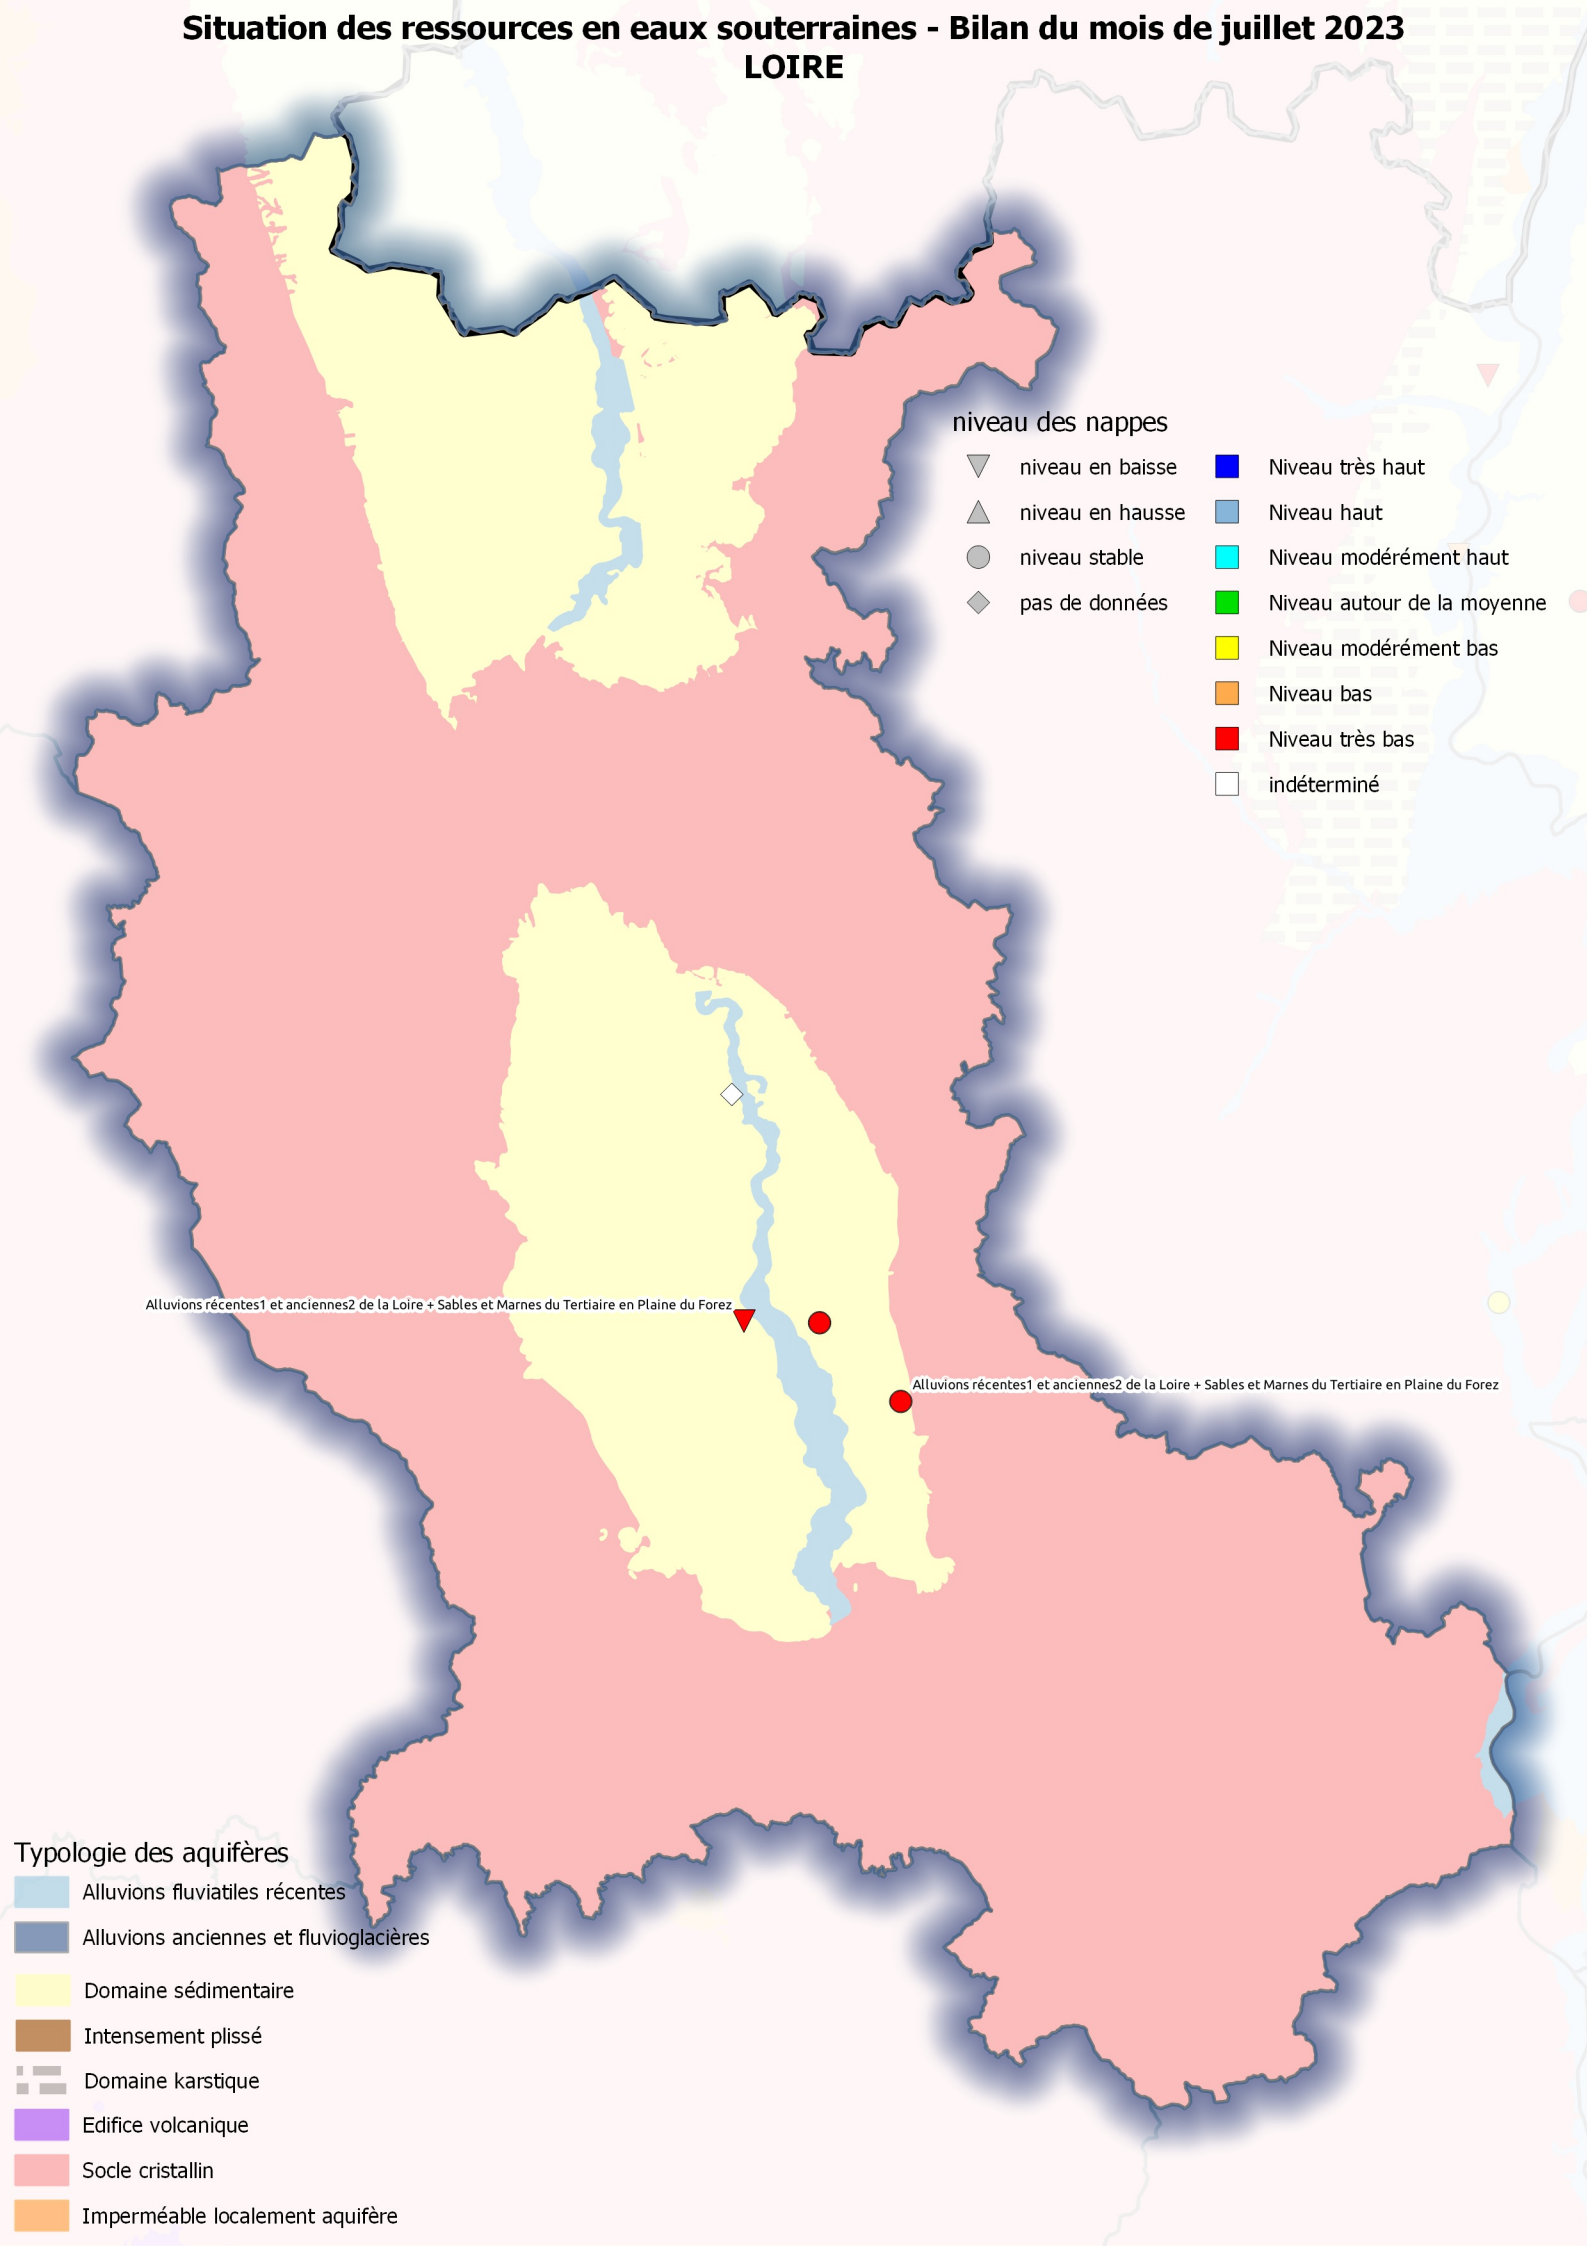 Situation des ressources en eaux souterraines - Bilan du mois de juillet 2023
LOIRE
niveau des nappes
niveau en baisse
niveau en hausse
niveau stable
pas de données
Niveau très haut
Niveau haut
Niveau modérément haut
Niveau autour de la moyenne
Niveau modérément bas
Niveau bas
Niveau très bas
indéterminé
Alluvions récentes1 et anciennes2 de la Loire + Sables et Marnes du Tertiaire en Plaine du Forez
Alluvions récentes1 et anciennes2 de la Loire + Sables et Marnes du Tertiaire en Plaine du Forez
Typologie des aquifères
Alluvions fluviatiles récentes
Alluvions anciennes et fluvioglacières
Domaine sédimentaire
Intensement plissé
Domaine karstique
Edifice volcanique
Socle cristallin
Imperméable localement aquifère